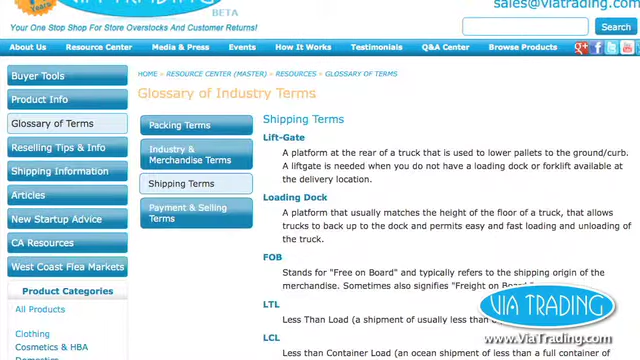 Years
VIA TRADING
BETA
Your One Stop Shop For Store Overstocks And Customer Returns!
sales@viatrading.com
Search
About Us Resource Center Media & Press Events How It Works Testimonials Q&A Center Browse Products
HOME » RESOURCE CENTER (MASTER) » RESOURCES » GLOSSARY OF TERMS
Glossary of Industry Terms
Buyer Tools
Product Info
Glossary of Terms
Reselling Tips & Info
Shipping Information
Articles
New Startup Advice
CA Resources
West Coast Flea Markets
Product Categories
All Products
Clothing
Cosmetics & HBA
Domestics
Packing Terms
Industry &
Merchandise Terms
Shipping Terms
Payment & Selling
Terms
Shipping Terms
Lift-Gate
A platform at the rear of a truck that is used to lower pallets to the ground/curb.
A liftgate is needed when you do not have a loading dock or forklift available at
the delivery location.
Loading Dock
A platform that usually matches the height of the floor of a truck, that allows
trucks to back up to the dock and permits easy and fast loading and unloading of
the truck.
FOB
Stands for "Free on Board" and typically refers to the shipping origin of the
merchandise. Sometimes also signifies "Freight on Board"
LTL
Less Than Load (a shipment of usually less than
LCL
Less than Container Load (an ocean shipment of less than a full container of
VIA TRADING
www.ViaTrading.com